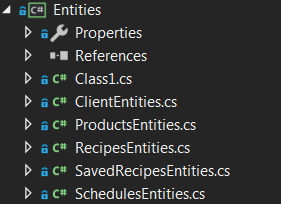 C# Entities
Properties
References
C# Class1.cs
C# ClientEntities.cs
C# ProductsEntities.cs
C# RecipesEntities.cs
C# SavedRecipesEntities.cs
C# SchedulesEntities.cs